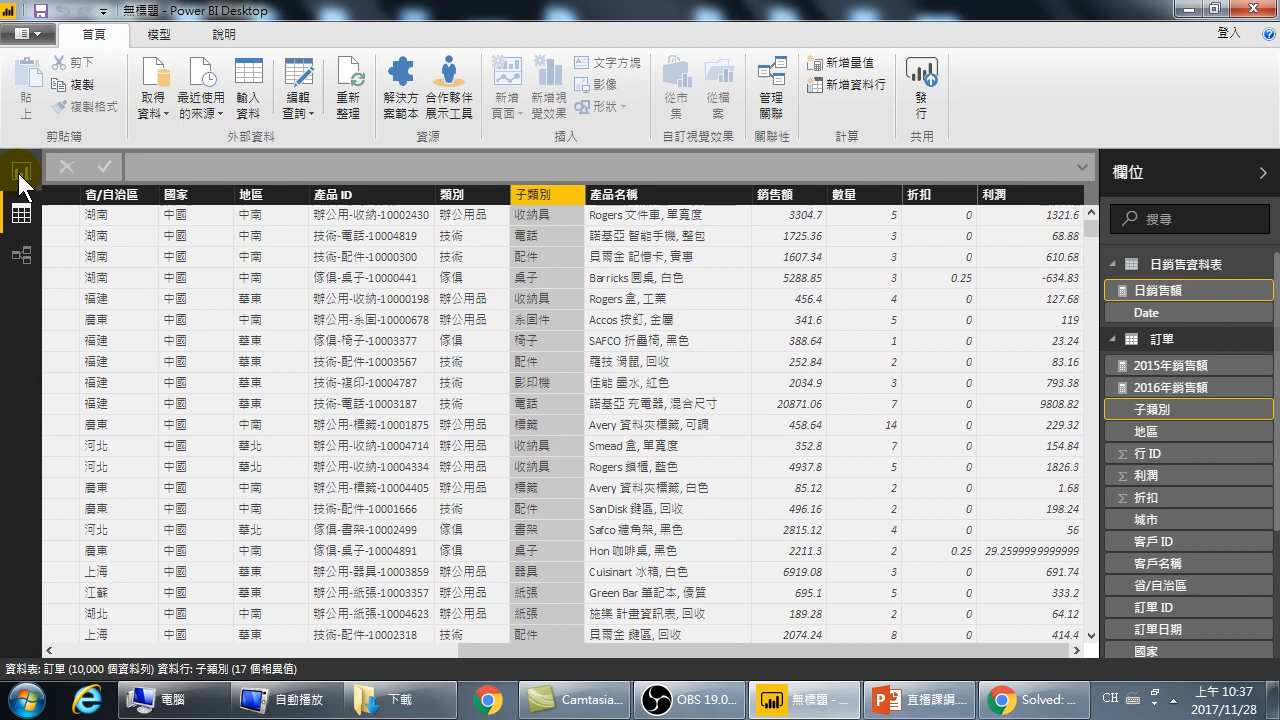 無標題 - Power BI Desktop
首頁 模型 說明 登入
貼上 剪下 複製 複製格式 剪貼簿
取得資料 最近使用的來源 輸入資料 編輯查詢 重新整理 外部資料
解決方案範本 合作夥伴展示工具 資源
新增頁面 新增視覺效果 文字方塊 影像 形狀 插入
從市集 從檔案 自訂視覺效果
管理關聯 關聯性
新增量值 新增資料行 計算
發行 共用
省/自治區 國家 地區 產品 ID 類別 子類別 產品名稱 銷售額 數量 折扣 利潤
湖南 中國 中南 辦公用-收納-10002430 辦公用品 收納具 Rogers 文件車, 單寬度 3304.7 5 0 1321.6
湖南 中國 中南 技術-電話-10004819 技術 電話 諾基亞 智能手機, 整包 1725.36 3 0 68.88
湖南 中國 中南 技術-配件-10000300 技術 配件 貝爾金 記憶卡, 實惠 1607.34 3 0 610.68
湖南 中國 中南 傢俱-桌子-10000441 傢俱 桌子 Barricks 圓桌, 白色 5288.85 3 0.25 -634.83
福建 中國 華東 辦公用-收納-10000198 辦公用品 收納具 Rogers 盒, 工業 456.4 4 0 127.68
廣東 中國 中南 辦公用-系固-10000678 辦公用品 系固件 Accos 按釘, 金屬 341.6 5 0 119
福建 中國 華東 傢俱-椅子-10003377 傢俱 椅子 SAFCO 折疊椅, 黑色 388.64 1 0 23.24
福建 中國 華東 技術-配件-10003567 技術 配件 羅技 滑鼠, 回收 252.84 2 0 83.16
福建 中國 華東 技術-複印-10004787 技術 影印機 佳能 墨水, 紅色 2034.9 3 0 793.38
福建 中國 華東 技術-電話-10003187 技術 電話 諾基亞 充電器, 混合尺寸 20871.06 7 0 9808.82
廣東 中國 中南 辦公用-標籤-10001875 辦公用品 標籤 Avery 資料夾標籤, 可調 458.64 14 0 229.32
河北 中國 華北 辦公用-收納-10004714 辦公用品 收納具 Smead 盒, 單寬度 352.8 7 0 154.84
河北 中國 華北 辦公用-收納-10004334 辦公用品 收納具 Rogers 鎖櫃, 藍色 4937.8 5 0 1826.3
廣東 中國 中南 辦公用-標籤-10004405 辦公用品 標籤 Avery 資料夾標籤, 白色 85.12 2 0 1.68
廣東 中國 中南 技術-配件-10001666 技術 配件 SanDisk 鍵區, 回收 496.16 2 0 198.24
河北 中國 華北 傢俱-書架-10002499 傢俱 書架 Safco 牆角架, 黑色 2815.12 4 0 56
廣東 中國 中南 傢俱-桌子-10004891 傢俱 桌子 Hon 咖啡桌, 黑色 2211.3 2 0.25 29.2599999999999
上海 中國 華東 辦公用-器具-10003859 辦公用品 器具 Cuisinart 冰箱, 白色 6919.08 3 0 691.74
江蘇 中國 華東 辦公用-紙張-10003357 辦公用品 紙張 Green Bar 筆記本, 優質 695.1 5 0 333.2
湖北 中國 中南 辦公用-紙張-10004623 辦公用品 紙張 施樂 計畫資訊表, 回收 189.28 2 0 64.12
上海 中國 華東 技術-配件-10002318 技術 配件 貝爾金 鍵區, 回收 2074.24 8 0 414.4
欄位
搜尋
日銷售資料表
日銷售額
Date
訂單
2015年銷售額
2016年銷售額
子類別
地區
Σ 行 ID
Σ 利潤
Σ 折扣
城市
客戶 ID
客戶名稱
省/自治區
訂單 ID
訂單日期
國家
資料表: 訂單 (10,000 個資料列) 資料行: 子類別 (17 個相異值)
電腦 自動播放 下載 Camtasia... OBS 19.0... 無標題 - ... 直播課綱.... Solved: ... CH 上午 10:37
2017/11/28